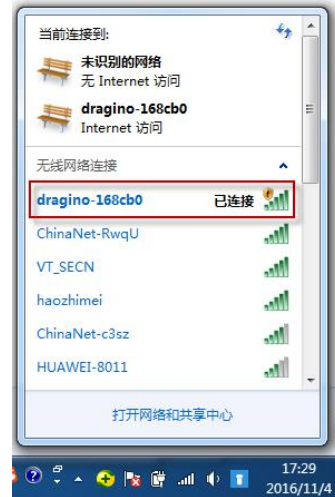 当前连接到:
未识别的网络
无 Internet 访问
dragino-168cb0
Internet 访问
无线网络连接
dragino-168cb0 已连接
ChinaNet-RwqU
VT_SECN
haozhimei
ChinaNet-c3sz
HUAWEI-8011
打开网络和共享中心
17:29
2016/11/4